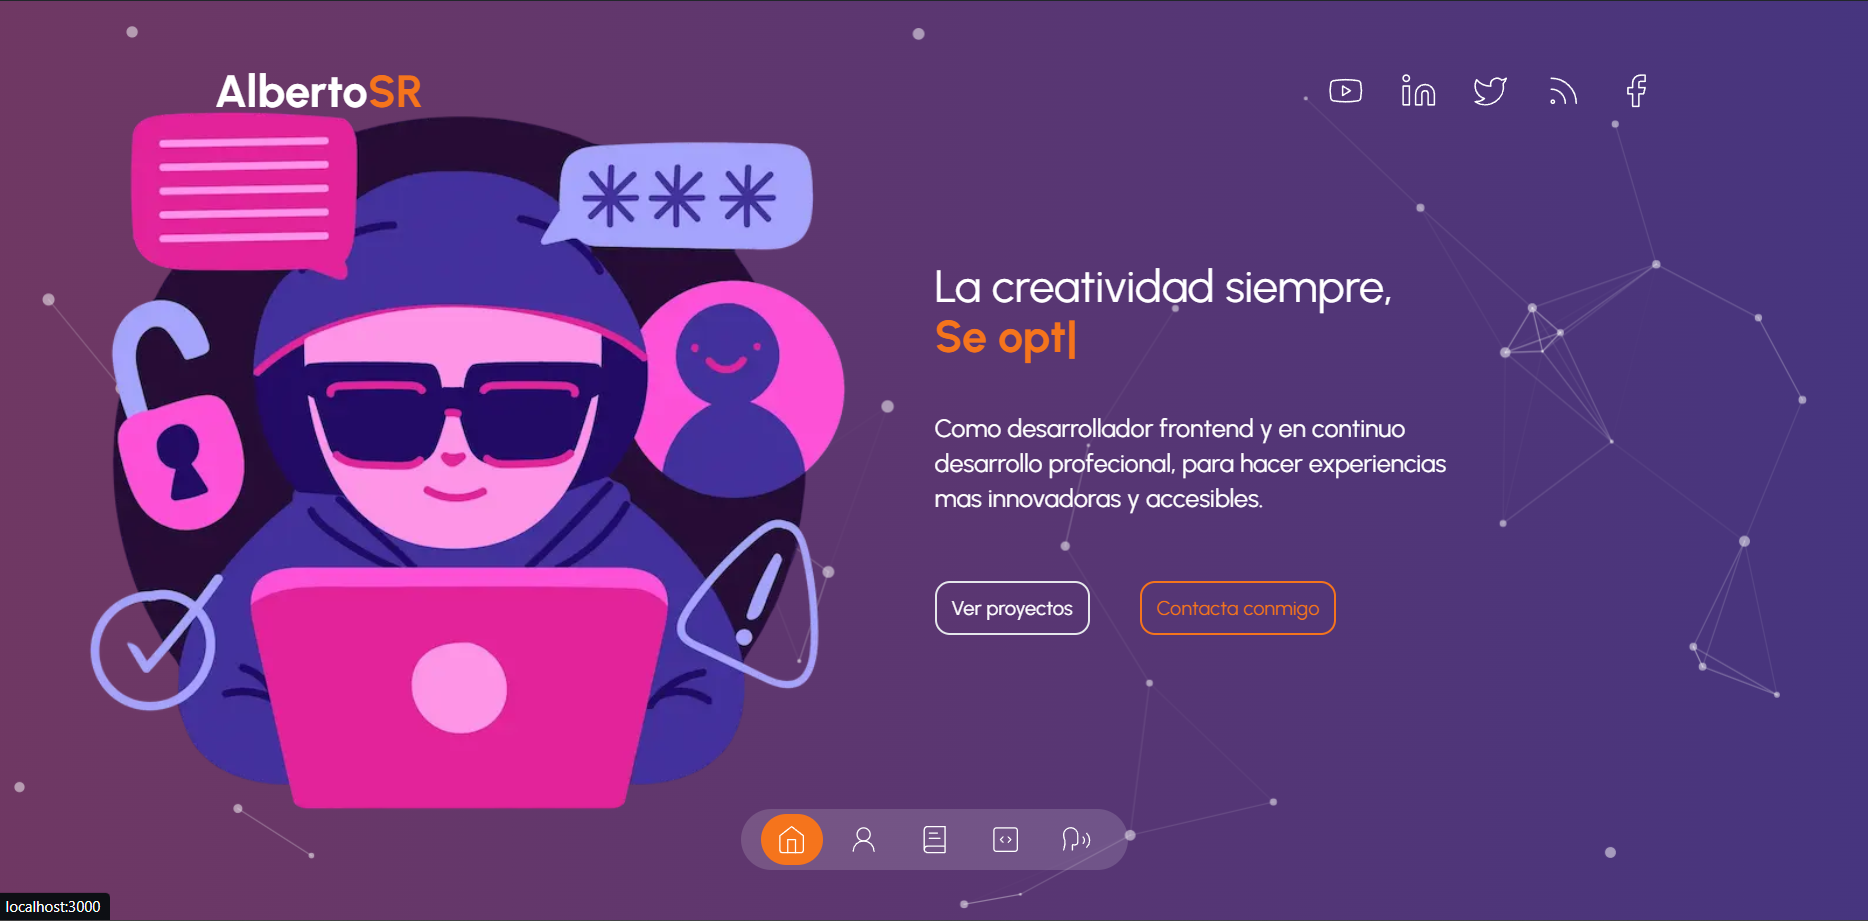 AlbertoSR
La creatividad siempre,
Se opt|
Como desarrollador frontend y en continuo
desarrollo profecional, para hacer experiencias
mas innovadoras y accesibles.
Ver proyectos
Contacta conmigo
localhost:3000